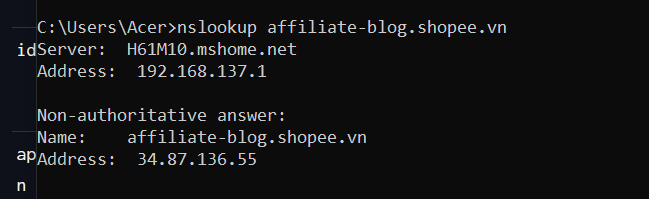 C:\Users\Acer>nslookup affiliate-blog.shopee.vn
id
Server:  H61M10.mshome.net
Address:  192.168.137.1
Non-authoritative answer:
Name:    affiliate-blog.shopee.vn
ap
Address:  34.87.136.55
n